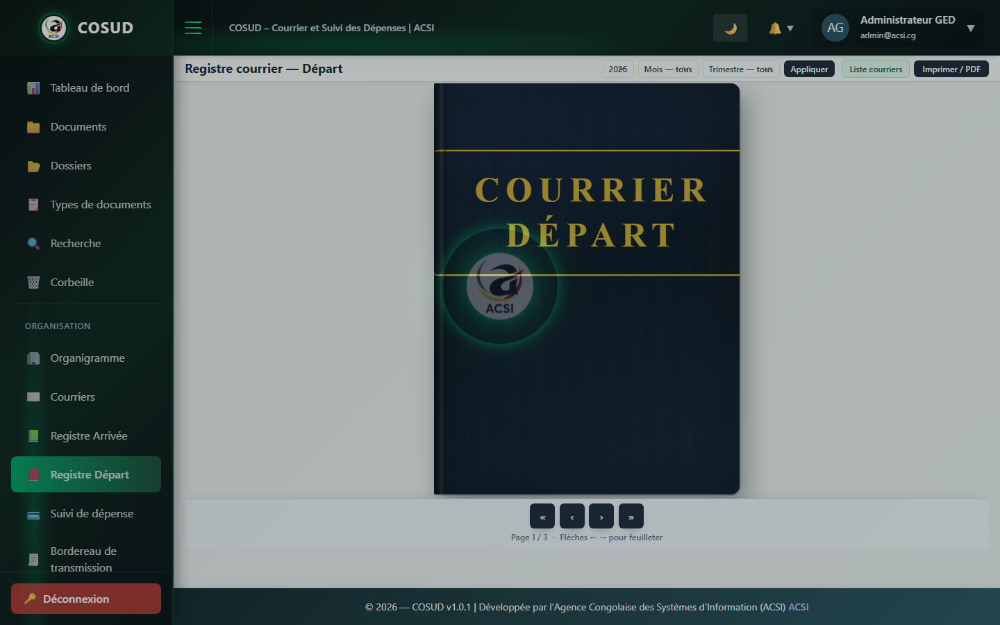 ACSI
COSUD
COSUD – Courrier et Suivi des Dépenses | ACSI
AG
Administrateur GED
admin@acsi.cg
Tableau de bord
Documents
Dossiers
Types de documents
Recherche
Corbeille
ORGANISATION
Organigramme
Courriers
Registre Arrivée
Registre Départ
Suivi de dépense
Bordereau de
transmission
Déconnexion
Registre courrier — Départ
2026
Mois — tous
Trimestre — tous
Appliquer
Liste courriers
Imprimer / PDF
COURRIER
DÉPART
ACSI
« ‹ › »
Page 1 / 3 · Flèches ← → pour feuilleter
© 2026 — COSUD v1.0.1 | Développée par l'Agence Congolaise des Systèmes d'Information (ACSI) ACSI